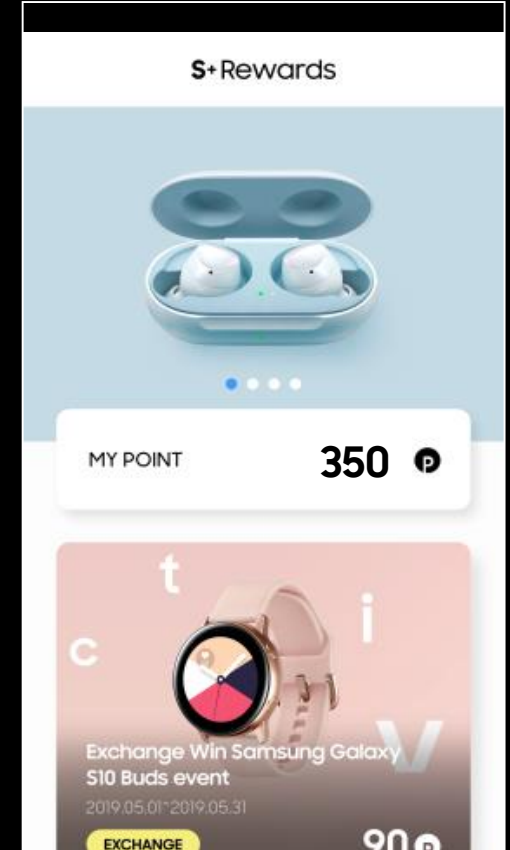 S+Rewards
MY POINT 350 P
t
i
c
v
Exchange Win Samsung Galaxy
S10 Buds event
2019.05.01~2019.05.31
EXCHANGE 90 P